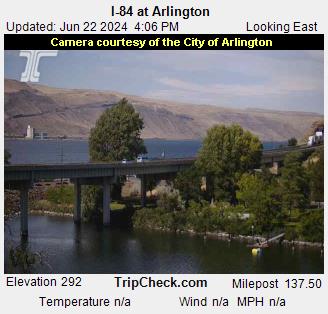 I-84 at Arlington
Updated: Jun 22 2024 4:06 PM Looking East
Camera courtesy of the City of Arlington
Elevation 292 TripCheck.com Milepost 137.50
Temperature n/a Wind n/a MPH n/a